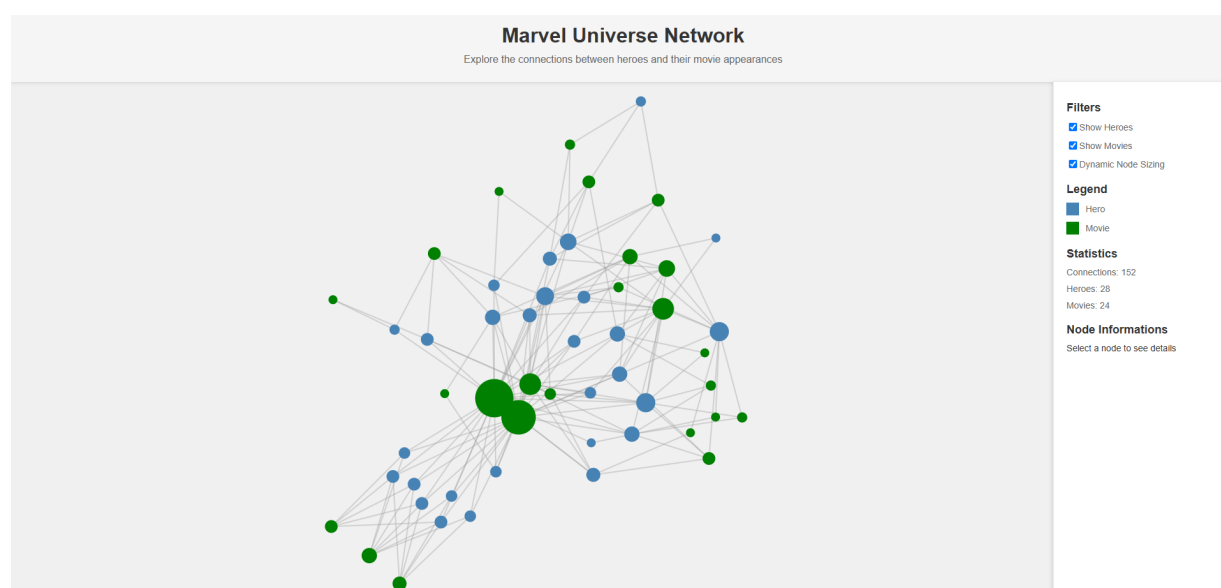 Marvel Universe Network
Explore the connections between heroes and their movie appearances
Filters
Show Heroes
Show Movies
Dynamic Node Sizing
Legend
Hero
Movie
Statistics
Connections: 152
Heroes: 28
Movies: 24
Node Informations
Select a node to see details